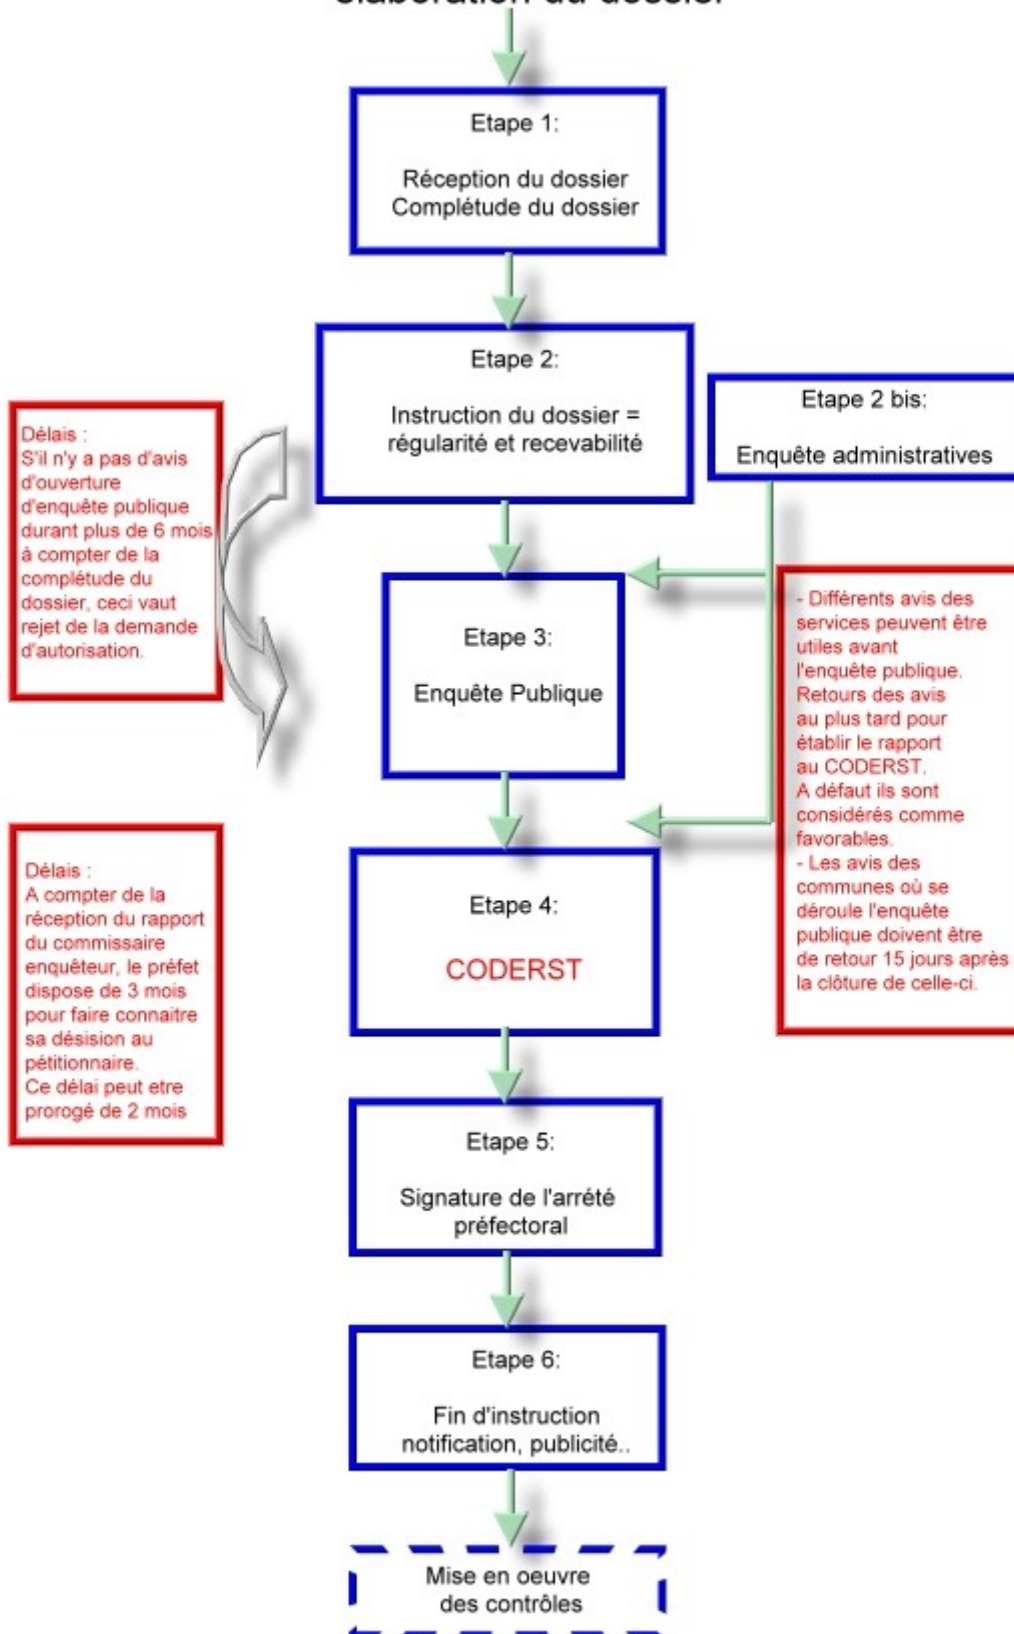 élaboration du dossier
Etape 1:
Réception du dossier
Complétude du dossier
Etape 2:
Instruction du dossier =
régularité et recevabilité
Etape 2 bis:
Enquête administratives
Délais :
S'il n'y a pas d'avis
d'ouverture
d'enquête publique
durant plus de 6 mois
à compter de la
complétude du
dossier, ceci vaut
rejet de la demande
d'autorisation.
Etape 3:
Enquête Publique
- Différents avis des
services peuvent être
utiles avant
l'enquête publique.
Retours des avis
au plus tard pour
établir le rapport
au CODERST.
A défaut ils sont
considérés comme
favorables.
- Les avis des
communes où se
déroule l'enquête
publique doivent être
de retour 15 jours après
la clôture de celle-ci.
Délais :
A compter de la
réception du rapport
du commissaire
enquêteur, le préfet
dispose de 3 mois
pour faire connaitre
sa désision au
pétitionnaire.
Ce délai peut etre
prorogé de 2 mois
Etape 4:
CODERST
Etape 5:
Signature de l'arrété
préfectoral
Etape 6:
Fin d'instruction
notification, publicité..
Mise en oeuvre
des contrôles